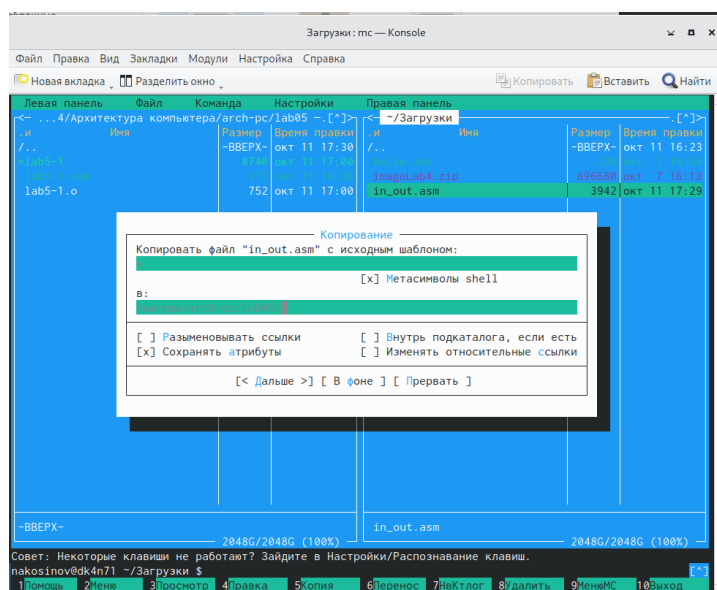 Загрузки : mc — Konsole
Файл Правка Вид Закладки Модули Настройка Справка
Новая вкладка Разделить окно Копировать Вставить Найти
Левая панель Файл Команда Настройки Правая панель
<— ...4/Архитектура компьютера/arch-pc/lab05 —.[^]> <— ~/Загрузки —.[^]>
.и Имя Размер Время правки .и Имя Размер Время правки
/.. -ВВЕРХ- окт 11 17:30 /.. -ВВЕРХ- окт 11 16:23
*lab5-1 8740 окт 11 17:00
imageLab4.zip 696680 окт 7 16:13
lab5-1.o 752 окт 11 17:00 in_out.asm 3942 окт 11 17:29
Копирование
Копировать файл "in_out.asm" с исходным шаблоном:
[x] Метасимволы shell
в:
[ ] Разыменовывать ссылки [ ] Внутрь подкаталога, если есть
[x] Сохранять атрибуты [ ] Изменять относительные ссылки
[< Дальше >] [ В фоне ] [ Прервать ]
-ВВЕРХ- in_out.asm
2048G/2048G (100%) 2048G/2048G (100%)
Совет: Некоторые клавиши не работают? Зайдите в Настройки/Распознавание клавиш.
nakosinov@dk4n71 ~/Загрузки $ [^]
1Помощь 2Меню 3Просмотр 4Правка 5Копия 6Перенос 7НвКтлог 8Удалить 9МенюMC 10Выход